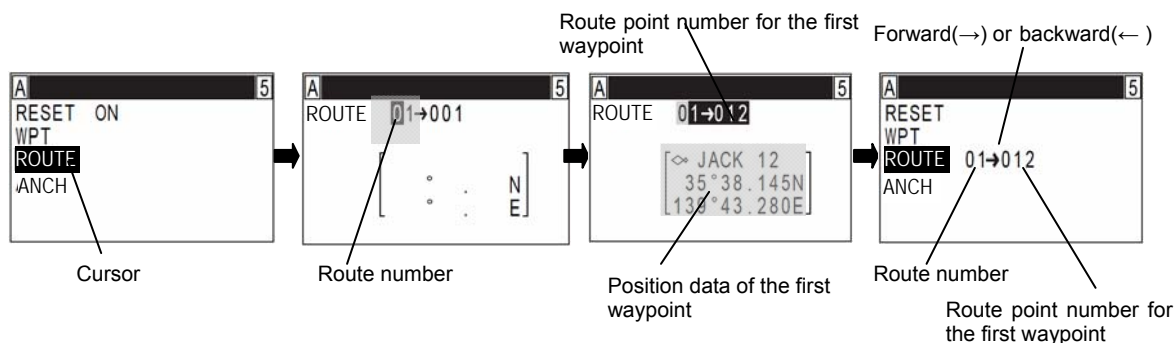 Route point number for the first
waypoint
Forward(→) or backward(← )
A 5
RESET ON
WPT
ROUTE
ANCH
Cursor
A 5
ROUTE 01→001
° . N
° . E
Route number
A 5
ROUTE 01→012
JACK 12
35°38.145N
139°43.280E
Position data of the first
waypoint
A 5
RESET
WPT
ROUTE 01→012
ANCH
Route number
Route point number for
the first waypoint